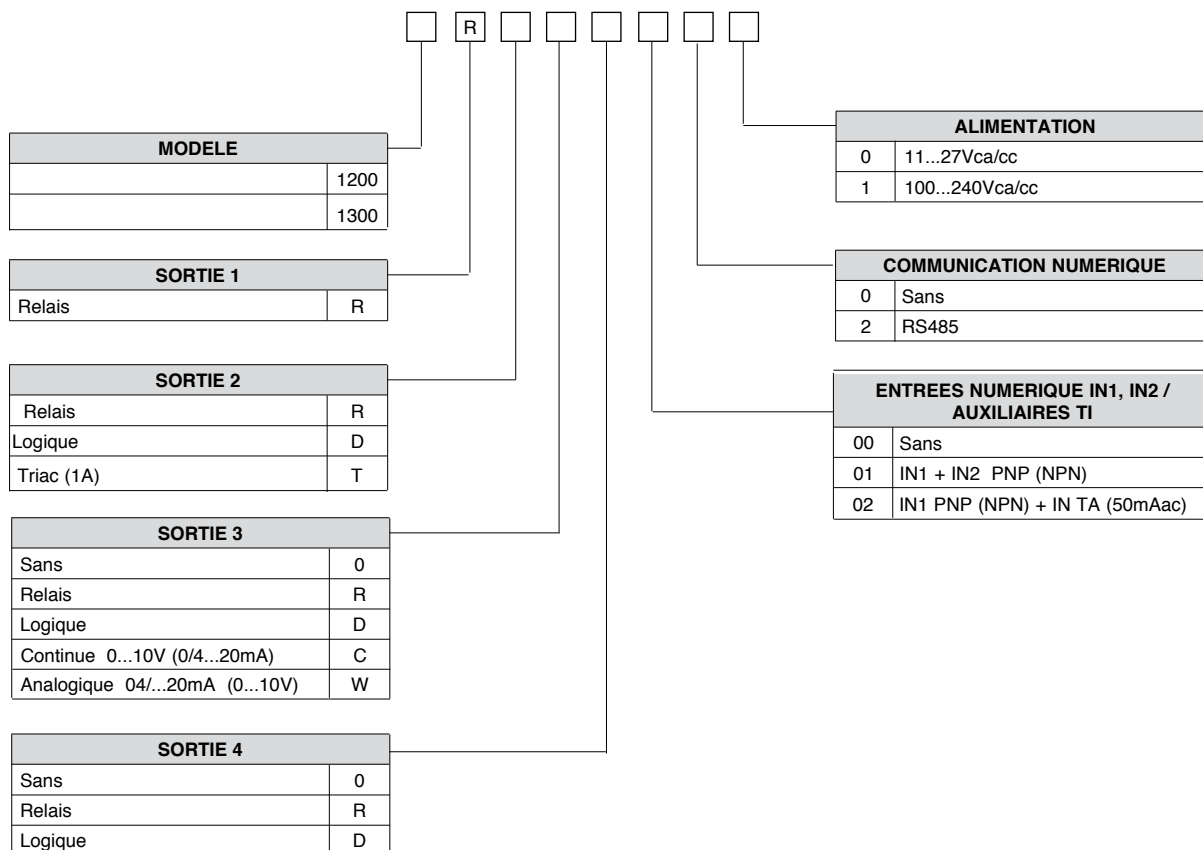 R
MODELE
1200
1300
SORTIE 1
Relais R
SORTIE 2
Relais R
Logique D
Triac (1A) T
SORTIE 3
Sans 0
Relais R
Logique D
Continue 0...10V (0/4...20mA) C
Analogique 04/...20mA (0...10V) W
SORTIE 4
Sans 0
Relais R
Logique D
ALIMENTATION
0 11...27Vca/cc
1 100...240Vca/cc
COMMUNICATION NUMERIQUE
0 Sans
2 RS485
ENTREES NUMERIQUE IN1, IN2 /
AUXILIAIRES TI
00 Sans
01 IN1 + IN2 PNP (NPN)
02 IN1 PNP (NPN) + IN TA (50mAac)